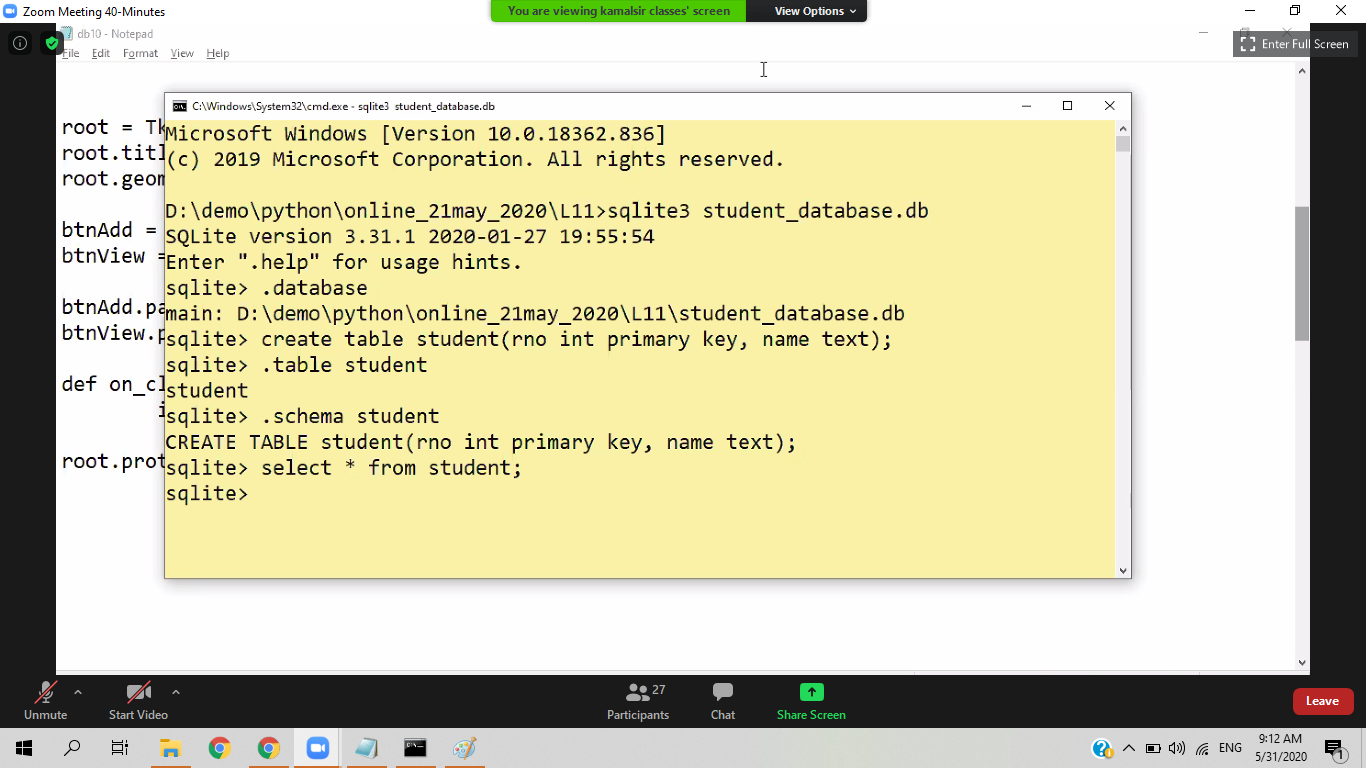 Zoom Meeting 40-Minutes
You are viewing kamalsir classes' screen
View Options
db10 - Notepad
File Edit Format View Help
Enter Full Screen
root = Tk
root.titl
root.geom
btnAdd =
btnView =
btnAdd.pa
btnView.p
def on_cl
i
root.prot
C:\Windows\System32\cmd.exe - sqlite3 student_database.db
Microsoft Windows [Version 10.0.18362.836]
(c) 2019 Microsoft Corporation. All rights reserved.
D:\demo\python\online_21may_2020\L11>sqlite3 student_database.db
SQLite version 3.31.1 2020-01-27 19:55:54
Enter ".help" for usage hints.
sqlite> .database
main: D:\demo\python\online_21may_2020\L11\student_database.db
sqlite> create table student(rno int primary key, name text);
sqlite> .table student
student
sqlite> .schema student
CREATE TABLE student(rno int primary key, name text);
sqlite> select * from student;
sqlite>
Unmute
Start Video
27
Participants
Chat
Share Screen
Leave
ENG
9:12 AM
5/31/2020
1